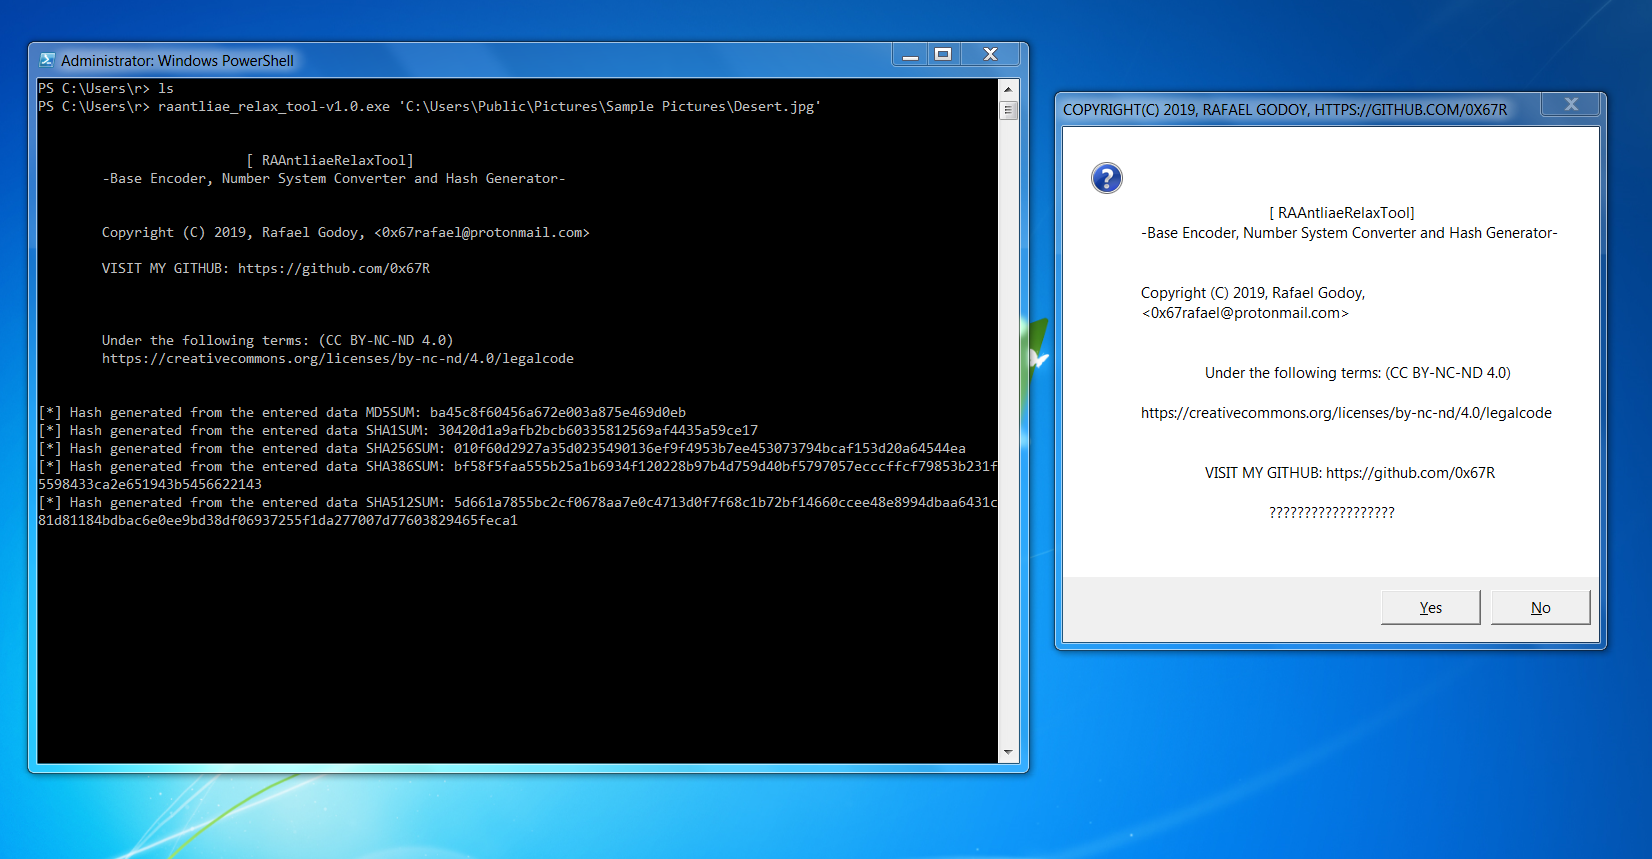 Administrator: Windows PowerShell
PS C:\Users\r> ls
PS C:\Users\r> raantliae_relax_tool-v1.0.exe 'C:\Users\Public\Pictures\Sample Pictures\Desert.jpg'
[ RAAntliaeRelaxTool]
-Base Encoder, Number System Converter and Hash Generator-
Copyright (C) 2019, Rafael Godoy, <0x67rafael@protonmail.com>
VISIT MY GITHUB: https://github.com/0x67R
Under the following terms: (CC BY-NC-ND 4.0)
https://creativecommons.org/licenses/by-nc-nd/4.0/legalcode
[*] Hash generated from the entered data MD5SUM: ba45c8f60456a672e003a875e469d0eb
[*] Hash generated from the entered data SHA1SUM: 30420d1a9afb2bcb60335812569af4435a59ce17
[*] Hash generated from the entered data SHA256SUM: 010f60d2927a35d0235490136ef9f4953b7ee453073794bcaf153d20a64544ea
[*] Hash generated from the entered data SHA386SUM: bf58f5faa555b25a1b6934f120228b97b4d759d40bf5797057ecccffcf79853b231f
5598433ca2e651943b5456622143
[*] Hash generated from the entered data SHA512SUM: 5d661a7855bc2cf0678aa7e0c4713d0f7f68c1b72bf14660ccee48e8994dbaa6431c
81d81184bdbac6e0ee9bd38df06937255f1da277007d77603829465feca1
COPYRIGHT(C) 2019, RAFAEL GODOY, HTTPS://GITHUB.COM/0X67R
[ RAAntliaeRelaxTool]
-Base Encoder, Number System Converter and Hash Generator-
Copyright (C) 2019, Rafael Godoy,
<0x67rafael@protonmail.com>
Under the following terms: (CC BY-NC-ND 4.0)
https://creativecommons.org/licenses/by-nc-nd/4.0/legalcode
VISIT MY GITHUB: https://github.com/0x67R
??????????????????
Yes
No